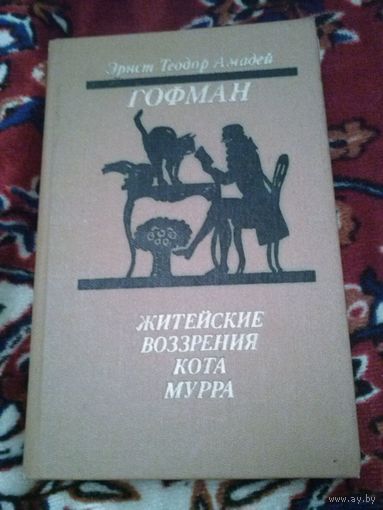 Эрнст Теодор Амадей
ГОФМАН
ЖИТЕЙСКИЕ
ВОЗЗРЕНИЯ
КОТА
МУРРА
www.ay.by